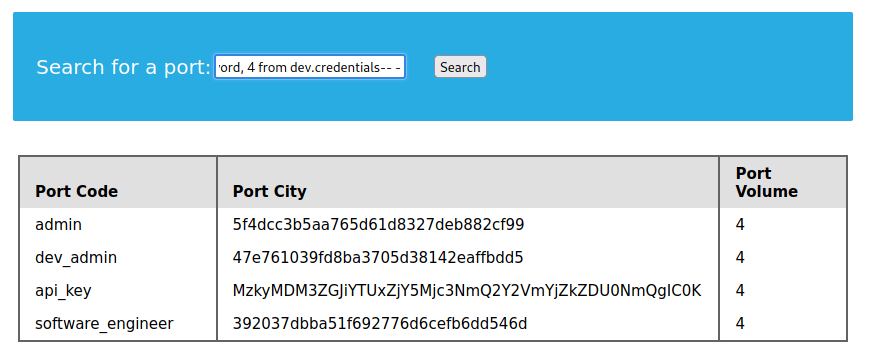 Search for a port: ord, 4 from dev.credentials-- - Search
Port Code Port City Port Volume
admin 5f4dcc3b5aa765d61d8327deb882cf99 4
dev_admin 47e761039fd8ba3705d38142eaffbdd5 4
api_key MzkyMDM3ZGJiYTUxZjY5Mjc3NmQ2Y2VmYjZkZDU0NmQgIC0K 4
software_engineer 392037dbba51f692776d6cefb6dd546d 4